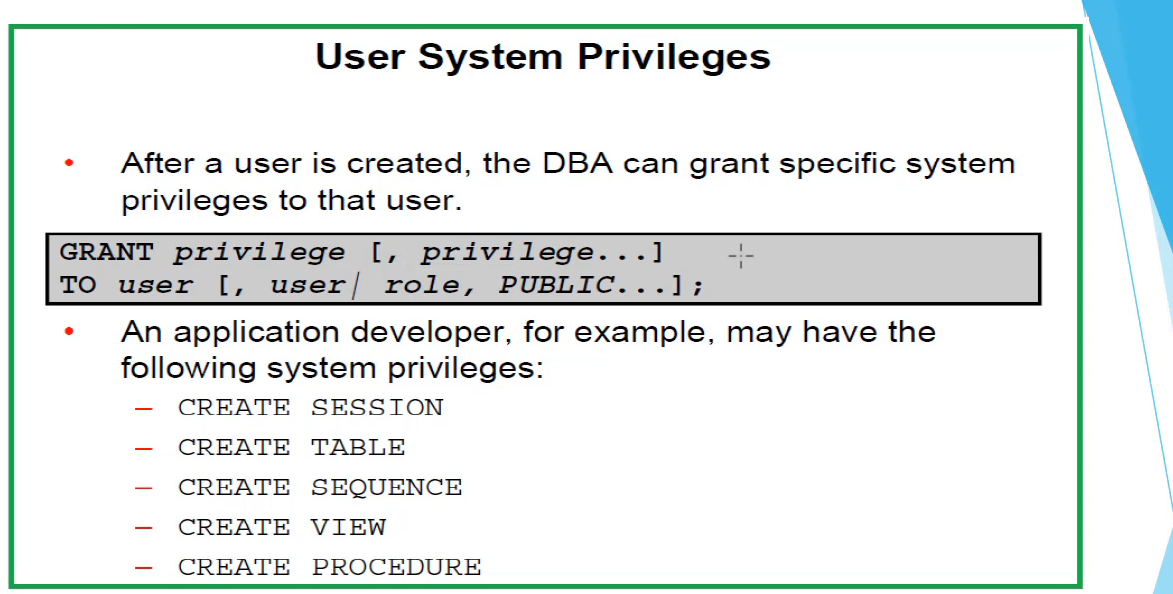 User System Privileges
• After a user is created, the DBA can grant specific system
privileges to that user.
GRANT privilege [, privilege...]
TO user [, user| role, PUBLIC...];
• An application developer, for example, may have the
following system privileges:
– CREATE SESSION
– CREATE TABLE
– CREATE SEQUENCE
– CREATE VIEW
– CREATE PROCEDURE